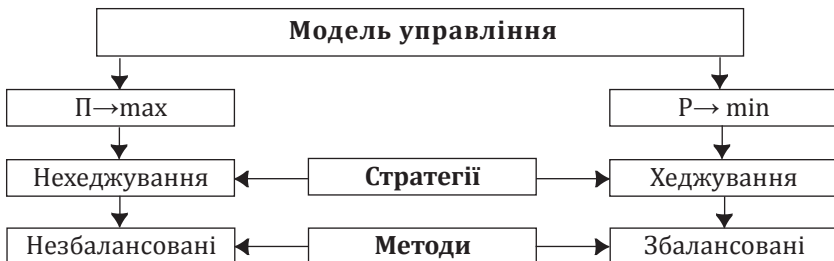 Модель управління
П→max
Р→ min
Нехеджування
Стратегії
Хеджування
Незбалансовані
Методи
Збалансовані